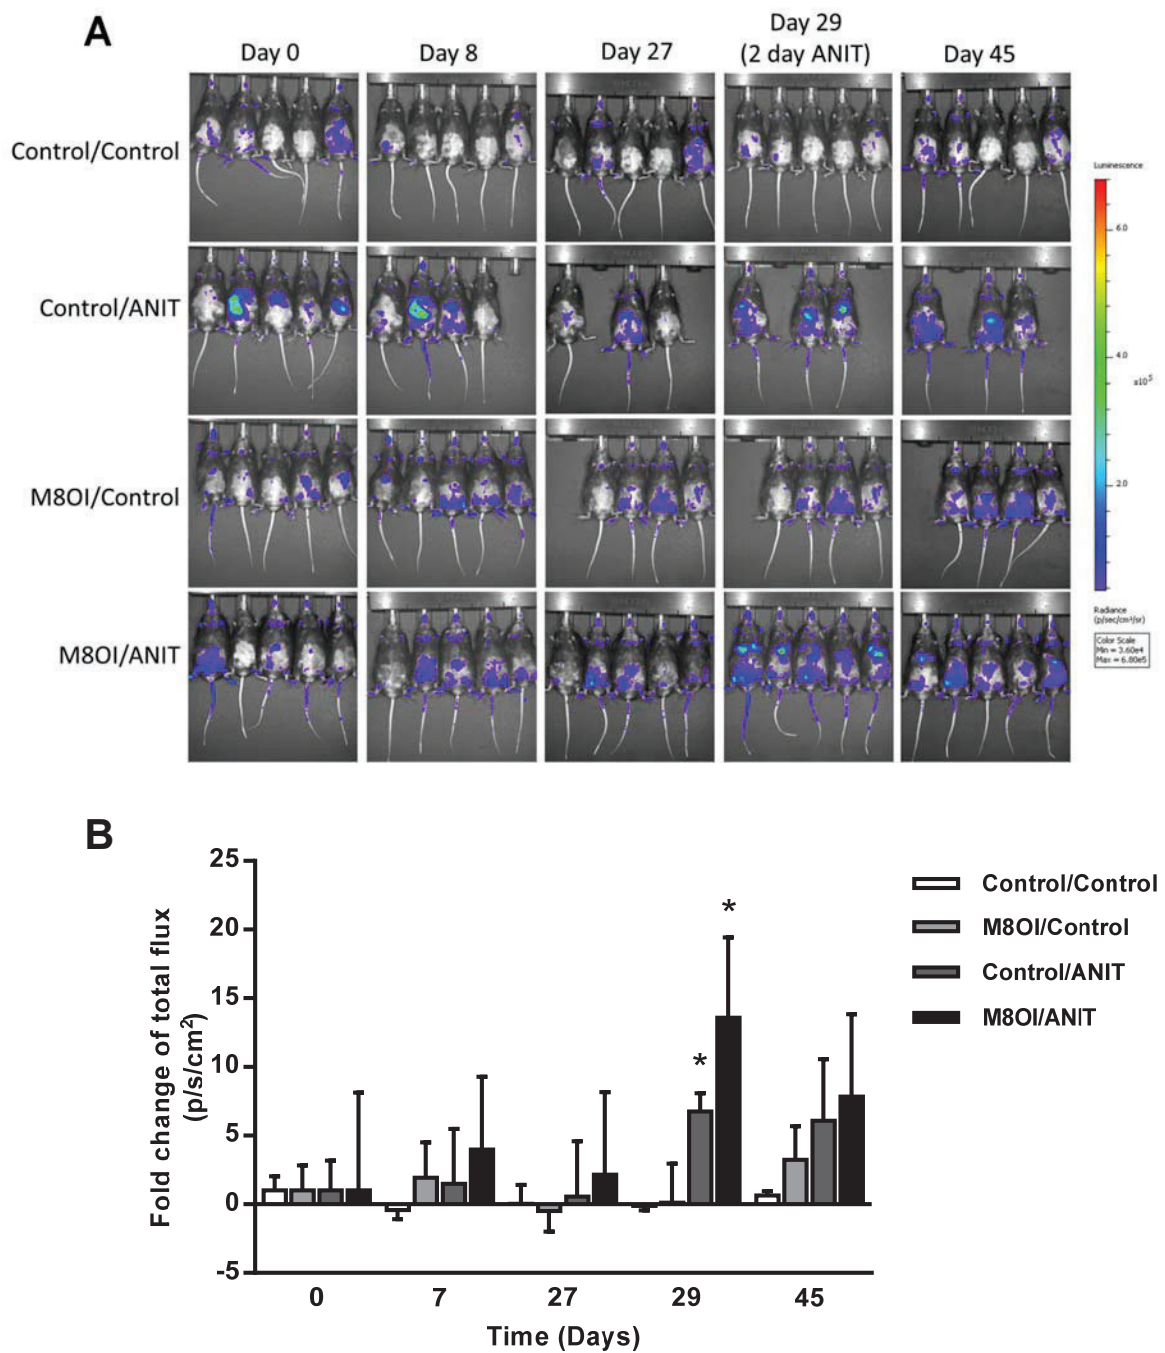 A
Day 0
Day 8
Day 27
Day 29
(2 day ANIT)
Day 45
Control/Control
Control/ANIT
M8OI/Control
M8OI/ANIT
Luminescence
6.0
4.0
x10⁵
2.0
Radiance
(p/sec/cm²/sr)
Color Scale
Min = 3.60e4
Max = 6.80e5
B
Fold change of total flux
(p/s/cm²)
25
20
15
10
5
0
-5
*
*
0
7
27
29
45
Time (Days)
Control/Control
M8OI/Control
Control/ANIT
M8OI/ANIT